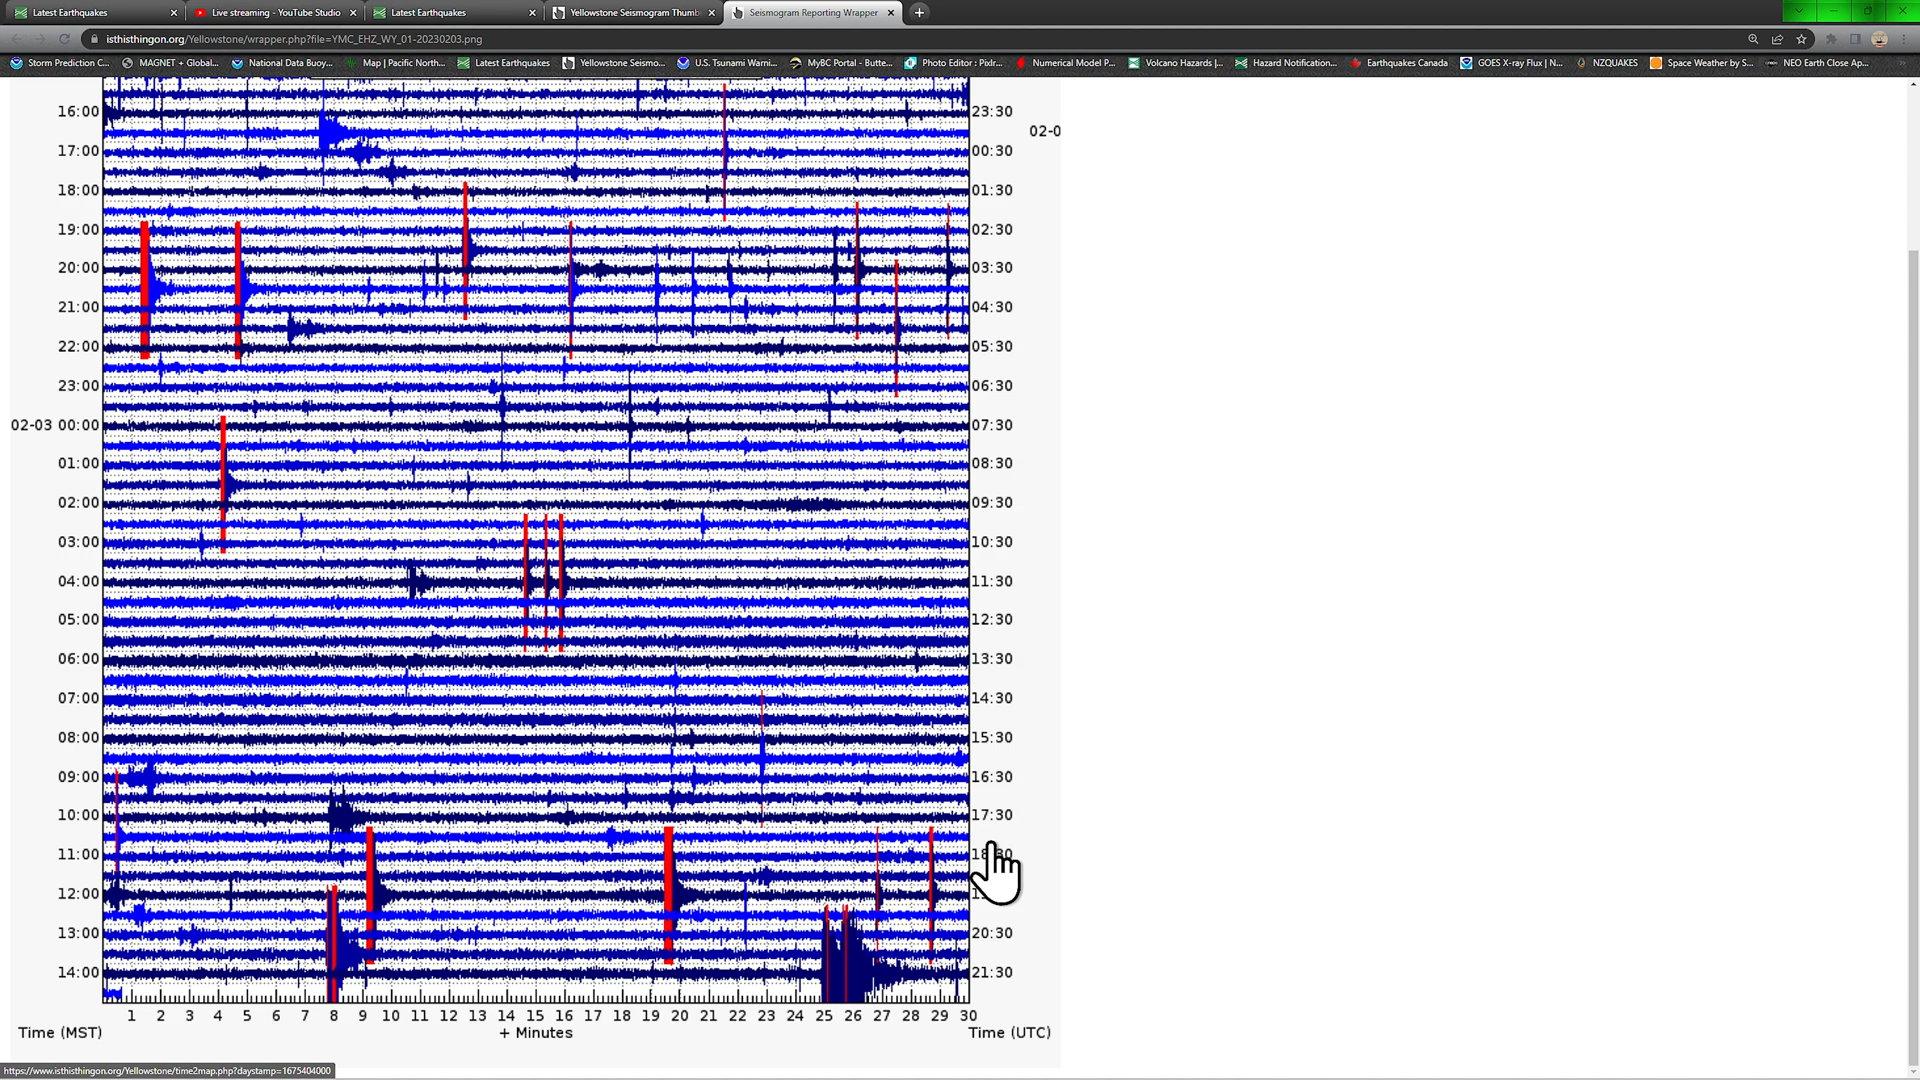 Latest Earthquakes
Live streaming - YouTube Studio
Latest Earthquakes
Yellowstone Seismogram Thumb
Seismogram Reporting Wrapper
isthisthingon.org/Yellowstone/wrapper.php?file=YMC_EHZ_WY_01-20230203.png
Storm Prediction C...
MAGNET + Global...
National Data Buoy...
Map | Pacific North...
Latest Earthquakes
Yellowstone Seismo...
U.S. Tsunami Warni...
MyBC Portal - Butte...
Photo Editor : Pixlr...
Numerical Model P...
Volcano Hazards |...
Hazard Notification...
Earthquakes Canada
GOES X-ray Flux | N...
NZQUAKES
Space Weather by S...
NEO Earth Close Ap...
16:00 23:30
02-0
17:00 00:30
18:00 01:30
19:00 02:30
20:00 03:30
21:00 04:30
22:00 05:30
23:00 06:30
02-03 00:00 07:30
01:00 08:30
02:00 09:30
03:00 10:30
04:00 11:30
05:00 12:30
06:00 13:30
07:00 14:30
08:00 15:30
09:00 16:30
10:00 17:30
11:00
12:00
13:00 20:30
14:00 21:30
1 2 3 4 5 6 7 8 9 10 11 12 13 14 15 16 17 18 19 20 21 22 23 24 25 26 27 28 29 30
Time (MST) + Minutes Time (UTC)
https://www.isthisthingon.org/Yellowstone/time2map.php?daystamp=1675404000